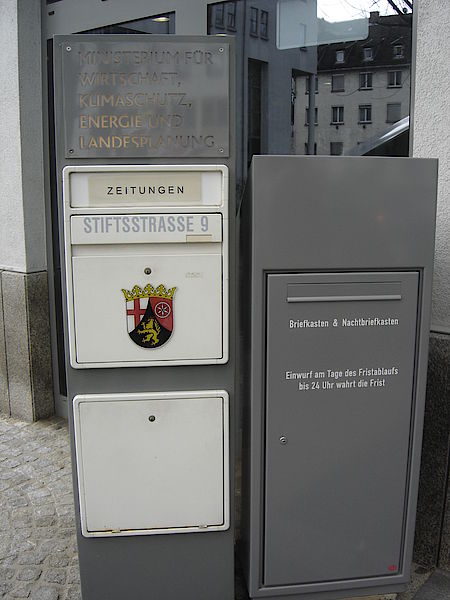 MINISTERIUM FÜR
WIRTSCHAFT,
KLIMASCHUTZ,
ENERGIE UND
LANDESPLANUNG
ZEITUNGEN
STIFTSSTRASSE 9
Briefkasten & Nachtbriefkasten
Einwurf am Tage des Fristablaufs
bis 24 Uhr wahrt die Frist